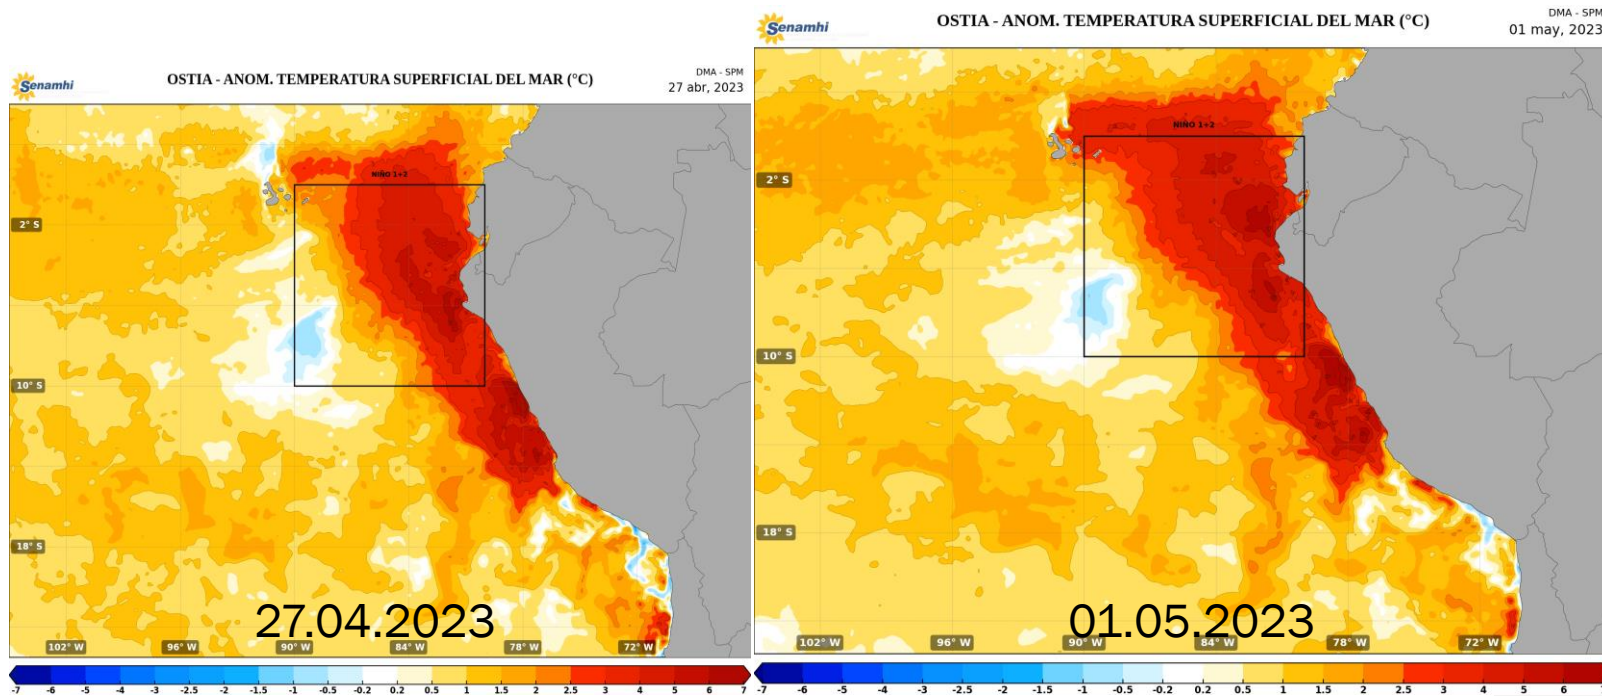 Senamhi
OSTIA - ANOM. TEMPERATURA SUPERFICIAL DEL MAR (°C)
DMA - SPM
27 abr, 2023
NIÑO 1+2
2° S
10° S
18° S
27.04.2023
102° W 96° W 90° W 84° W 78° W 72° W
-7 -6 -5 -4 -3 -2.5 -2 -1.5 -1 -0.5 -0.2 0.2 0.5 1 1.5 2 2.5 3 4 5 6 7
Senamhi
OSTIA - ANOM. TEMPERATURA SUPERFICIAL DEL MAR (°C)
DMA - SPM
01 may, 2023
NIÑO 1+2
2° S
10° S
18° S
01.05.2023
102° W 96° W 90° W 84° W 78° W 72° W
-7 -6 -5 -4 -3 -2.5 -2 -1.5 -1 -0.5 -0.2 0.2 0.5 1 1.5 2 2.5 3 4 5 6